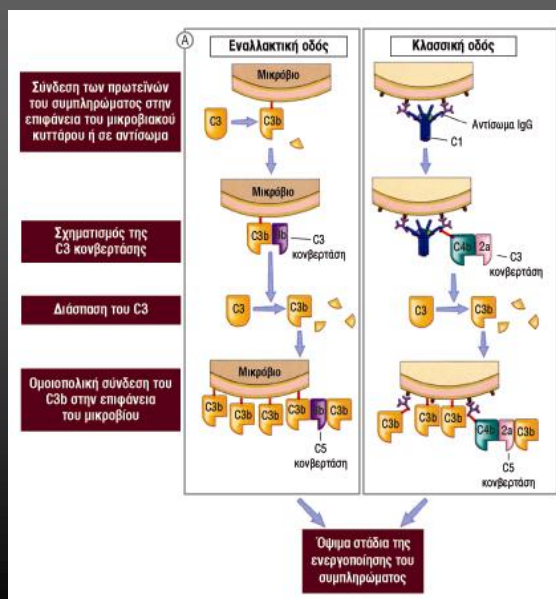 A
Εναλλακτική οδός
Κλασσική οδός
Σύνδεση των πρωτεϊνών
του συμπληρώματος στην
επιφάνεια του μικροβιακού
κυττάρου ή σε αντίσωμα
Μικρόβιο
C3
C3b
Αντίσωμα IgG
C1
Σχηματισμός της
C3 κονβερτάσης
Μικρόβιο
C3b
Bb
C3
κονβερτάση
C4b
2a
C3
κονβερτάση
Διάσπαση του C3
C3
C3b
C3
C3b
Ομοιοπολική σύνδεση του
C3b στην επιφάνεια
του μικροβίου
Μικρόβιο
C3b
C3b
C3b
C3b
Bb
C3b
C5
κονβερτάση
C3b
C3b
C3b
C4b
2a
C3b
C5
κονβερτάση
Όψιμα στάδια της
ενεργοποίησης του
συμπληρώματος